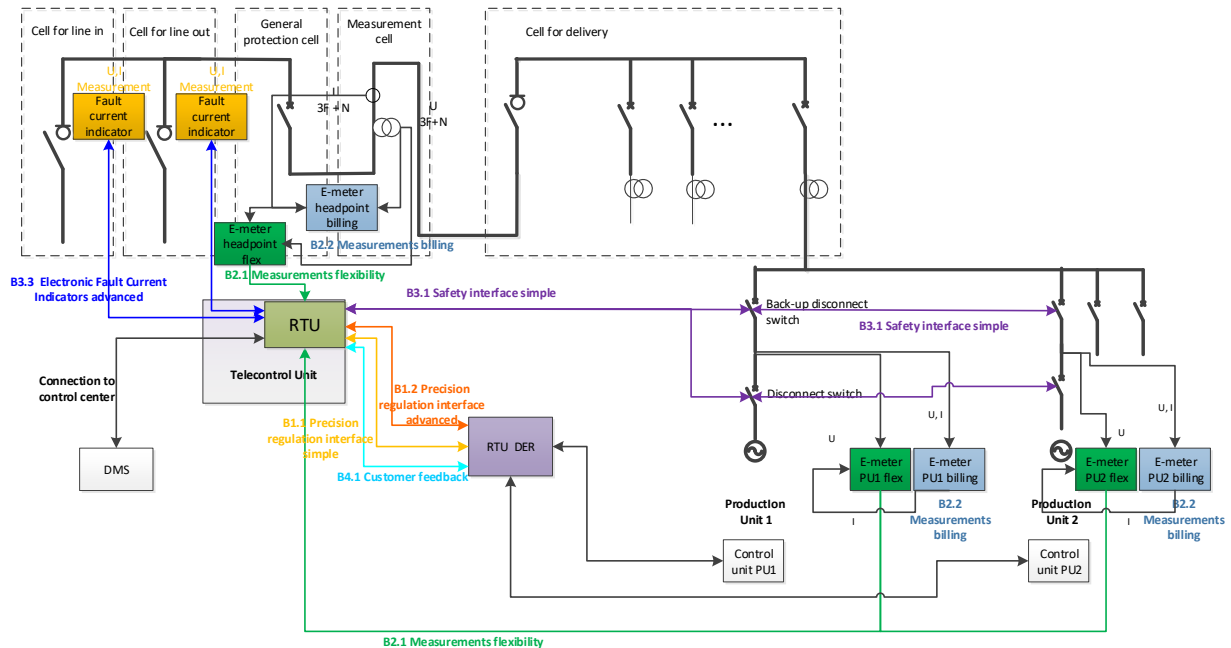 Cell for line in
Cell for line out
General
protection cell
Measurement
cell
Cell for delivery
U,I
Measurement
Fault
current
indicator
U,I
Measurement
Fault
current
indicator
3F + N
U
3F+N
...
E-meter
headpoint
billing
E-meter
headpoint
flex
B2.2 Measurements billing
B2.1 Measurements flexibility
B3.3 Electronic Fault Current
Indicators advanced
B3.1 Safety interface simple
Back-up disconnect
switch
B3.1 Safety interface simple
RTU
Telecontrol Unit
Connection to
control center
B1.2 Precision
regulation interface
advanced
Disconnect switch
B1.1 Precision
regulation interface
simple
RTU DER
B4.1 Customer feedback
DMS
U, I
U
U, I
U
E-meter
PU1 flex
E-meter
PU1 billing
E-meter
PU2 flex
E-meter
PU2 billing
Production
Unit 1
I
B2.2
Measurements
billing
Production
Unit 2
I
B2.2
Measurements
billing
Control
unit PU1
Control
unit PU2
B2.1 Measurements flexibility